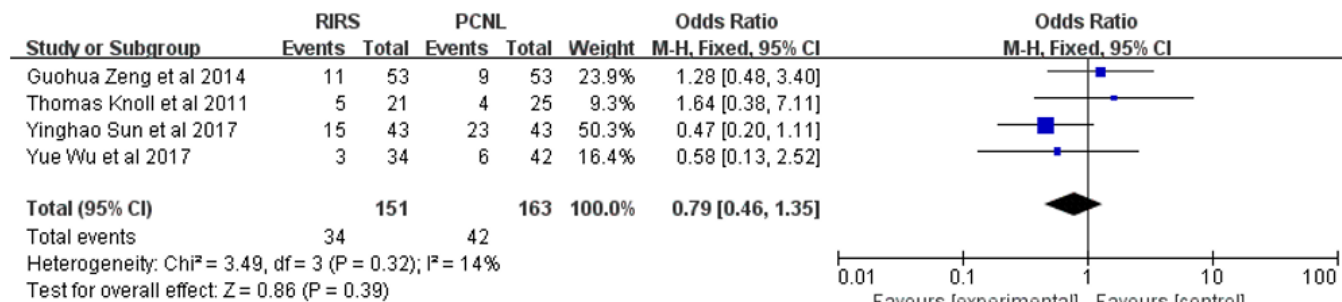 RIRS PCNL Odds Ratio Odds Ratio
Study or Subgroup Events Total Events Total Weight M-H, Fixed, 95% CI M-H, Fixed, 95% CI
Guohua Zeng et al 2014 11 53 9 53 23.9% 1.28 [0.48, 3.40]
Thomas Knoll et al 2011 5 21 4 25 9.3% 1.64 [0.38, 7.11]
Yinghao Sun et al 2017 15 43 23 43 50.3% 0.47 [0.20, 1.11]
Yue Wu et al 2017 3 34 6 42 16.4% 0.58 [0.13, 2.52]
Total (95% CI) 151 163 100.0% 0.79 [0.46, 1.35]
Total events 34 42
Heterogeneity: Chi² = 3.49, df = 3 (P = 0.32); I² = 14%
Test for overall effect: Z = 0.86 (P = 0.39)
0.01 0.1 1 10 100
Favours [experimental] Favours [control]